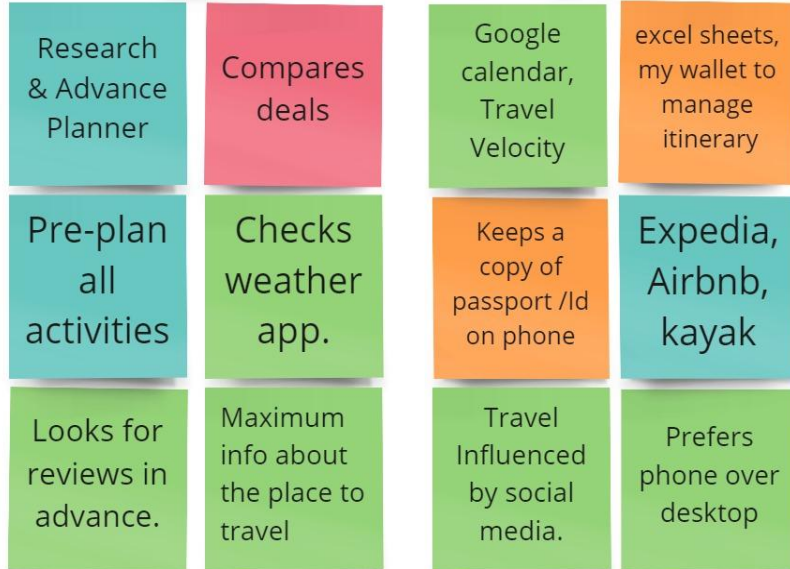 Research
& Advance
Planner
Compares
deals
Google
calendar,
Travel
Velocity
excel sheets,
my wallet to
manage
itinerary
Pre-plan
all
activities
Checks
weather
app.
Keeps a
copy of
passport /Id
on phone
Expedia,
Airbnb,
kayak
Looks for
reviews in
advance.
Maximum
info about
the place to
travel
Travel
Influenced
by social
media.
Prefers
phone over
desktop